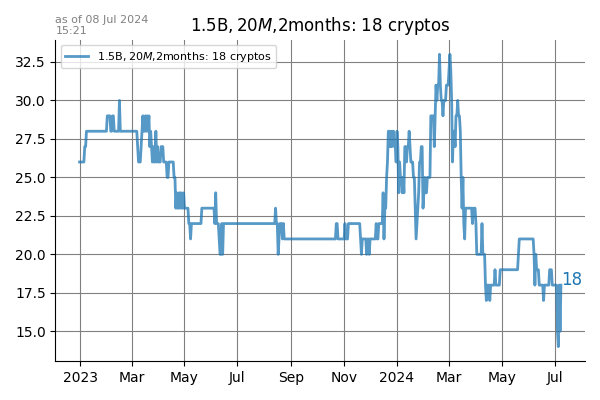 as of 08 Jul 2024
15:21
1.5B, 20M,2months: 18 cryptos
1.5B, 20M,2months: 18 cryptos
32.5
30.0
27.5
25.0
22.5
20.0
17.5
15.0
18
2023 Mar May Jul Sep Nov 2024 Mar May Jul